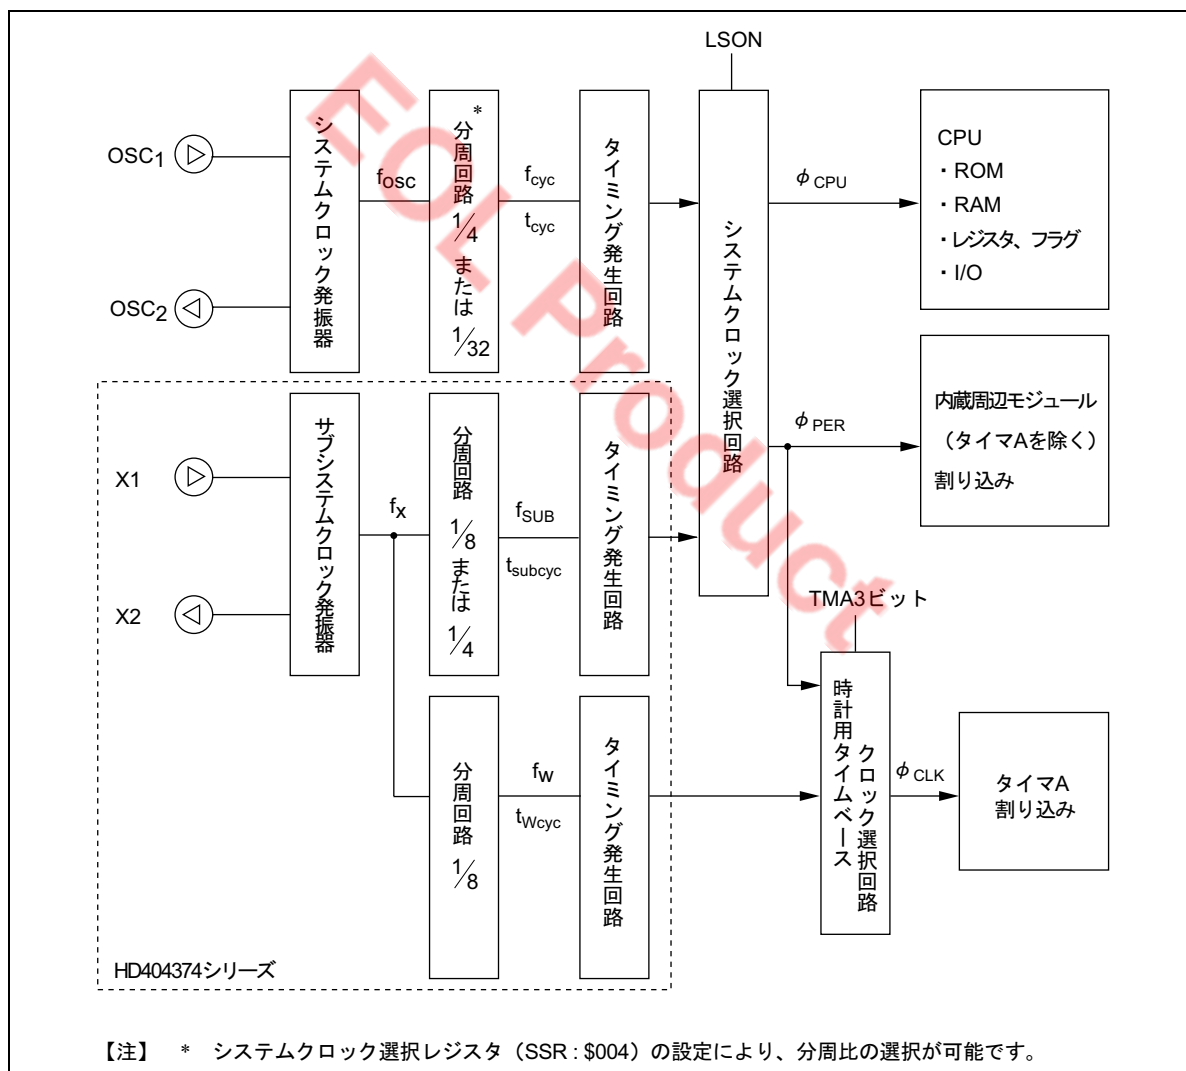 LSON
OSC1
OSC2
システムクロック発振器
fosc
*
分周回路
1/4
または
1/32
fcyc
tcyc
タイミング発生回路
システムクロック選択回路
φCPU
CPU
・ROM
・RAM
・レジスタ、フラグ
・I/O
X1
X2
サブシステムクロック発振器
fx
分周回路
1/8
または
1/4
fSUB
tsubcyc
タイミング発生回路
φPER
内蔵周辺モジュール
（タイマAを除く）
割り込み
TMA3ビット
分周回路
1/8
fW
tWcyc
タイミング発生回路
時計用タイムベース
クロック選択回路
φCLK
タイマA
割り込み
HD404374シリーズ
【注】 * システムクロック選択レジスタ（SSR : $004）の設定により、分周比の選択が可能です。
EOL Product